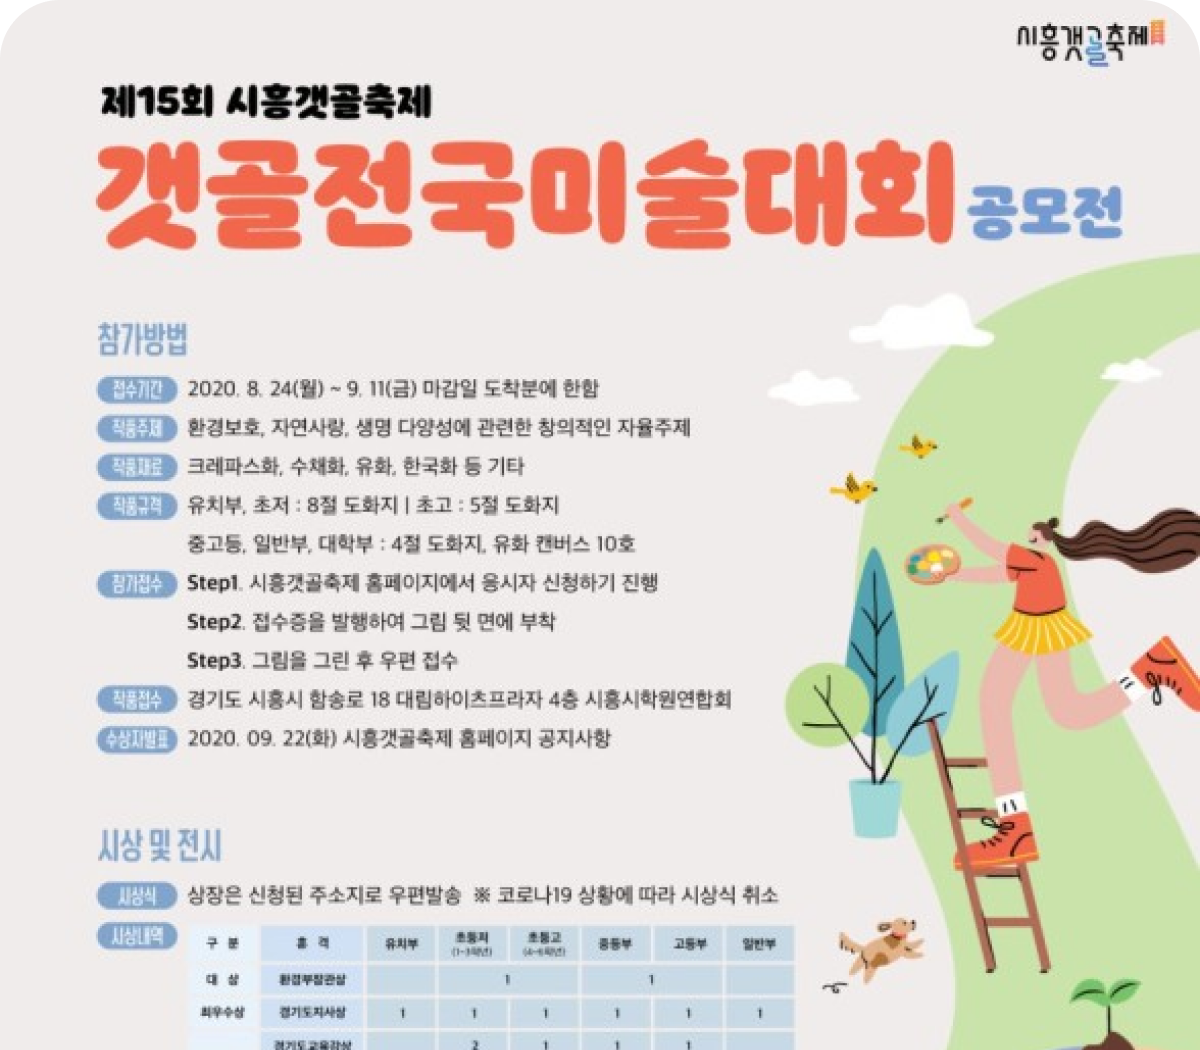 시흥갯골축제
제15회 시흥갯골축제
갯골전국미술대회 공모전
참가방법
접수기간 2020. 8. 24(월) ~ 9. 11(금) 마감일 도착분에 한함
작품주제 환경보호, 자연사랑, 생명 다양성에 관련한 창의적인 자율주제
작품재료 크레파스화, 수채화, 유화, 한국화 등 기타
작품규격 유치부, 초저 : 8절 도화지 | 초고 : 5절 도화지
중고등, 일반부, 대학부 : 4절 도화지, 유화 캔버스 10호
참가접수 Step1. 시흥갯골축제 홈페이지에서 응시자 신청하기 진행
Step2. 접수증을 발행하여 그림 뒷 면에 부착
Step3. 그림을 그린 후 우편 접수
작품접수 경기도 시흥시 함송로 18 대림하이츠프라자 4층 시흥시학원연합회
수상자발표 2020. 09. 22(화) 시흥갯골축제 홈페이지 공지사항
시상 및 전시
시상식 상장은 신청된 주소지로 우편발송 ※ 코로나19 상황에 따라 시상식 취소
시상내역
구 분 훈 격 유치부 초등저 초등고 중등부 고등부 일반부
(1~3학년) (4~6학년)
대 상 환경부장관상 1 1
최우수상 경기도지사상 1 1 1 1 1 1
경기도교육감상 2 1 1 1